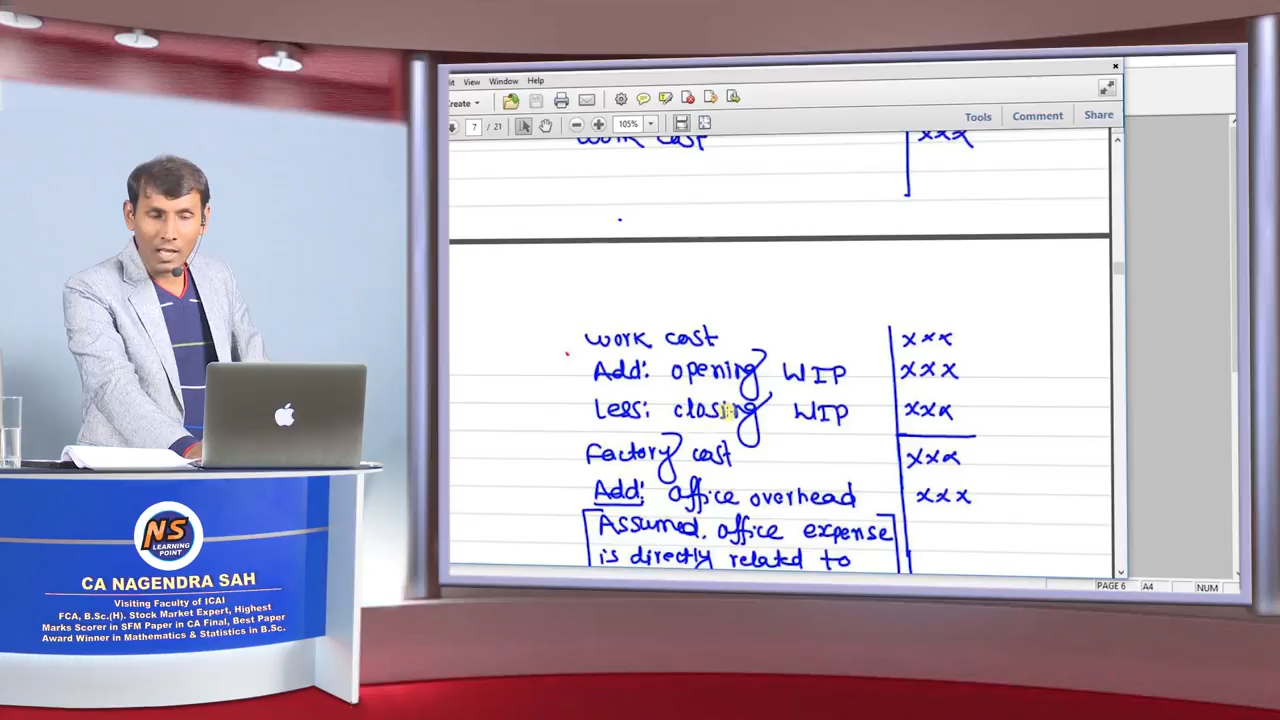 it View Window Help
Create
7 / 21 105% Tools Comment Share
work cost xxx
work cost xxx
Add: opening WIP xxx
Less: closing WIP xxx
Factory cost xxx
Add: office overhead xxx
Assumed, office expense
is directly related to
PAGE 6 A4 NUM
NS
LEARNING
POINT
CA NAGENDRA SAH
Visiting Faculty of ICAI
FCA, B.Sc.(H). Stock Market Expert, Highest
Marks Scorer in SFM Paper in CA Final, Best Paper
Award Winner in Mathematics & Statistics in B.Sc.